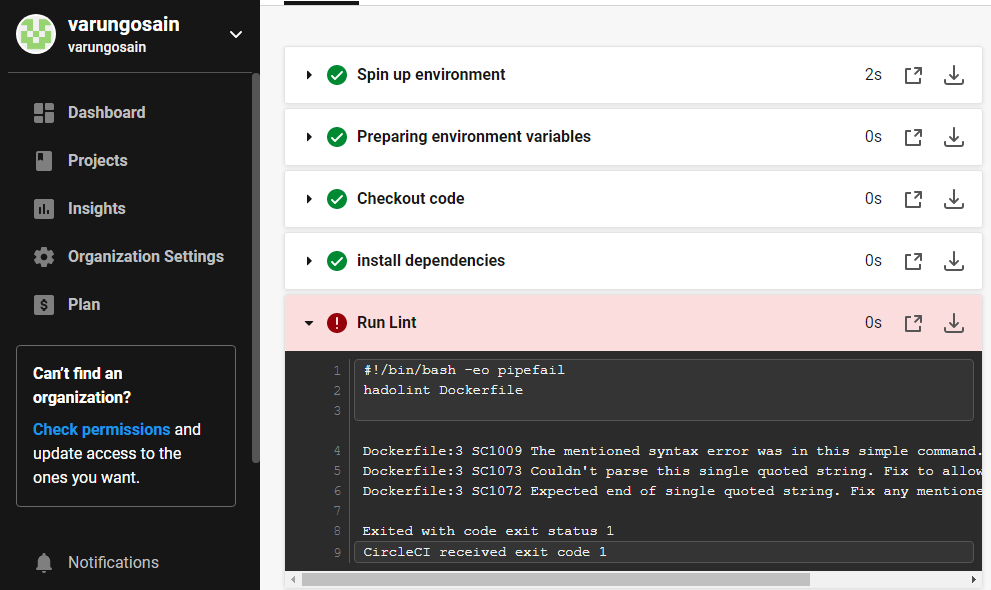 varungosain
varungosain
Dashboard
Projects
Insights
Organization Settings
Plan
Can't find an
organization?
Check permissions and
update access to the
ones you want.
Notifications
Spin up environment 2s
Preparing environment variables 0s
Checkout code 0s
install dependencies 0s
Run Lint 0s
1 #!/bin/bash -eo pipefail
2 hadolint Dockerfile
3
4 Dockerfile:3 SC1009 The mentioned syntax error was in this simple command.
5 Dockerfile:3 SC1073 Couldn't parse this single quoted string. Fix to allow
6 Dockerfile:3 SC1072 Expected end of single quoted string. Fix any mentione
7
8 Exited with code exit status 1
9 CircleCI received exit code 1